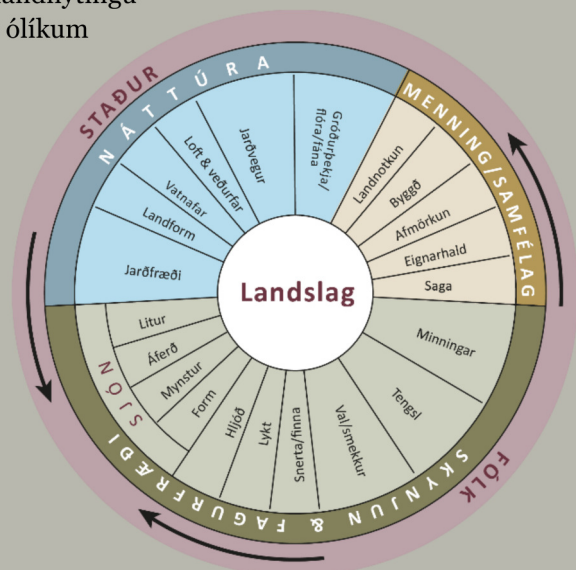 landnýtinga
ólíkum
STAÐUR
NÁTTÚRA
Jarðfræði
Landform
Vatnafar
Loft & veðurfar
Jarðvegur
Gróðurþekja/
flóra/fána
MENNING/SAMFÉLAG
Landnotkun
Byggð
Afmörkun
Eignarhald
Saga
Landslag
FÓLK
SKYNJUN & FAGURFRÆÐI
Minningar
Tengsl
Val/smekkur
Snerta/finna
Lykt
Hljóð
SJÓN
Form
Mynstur
Áferð
Litur